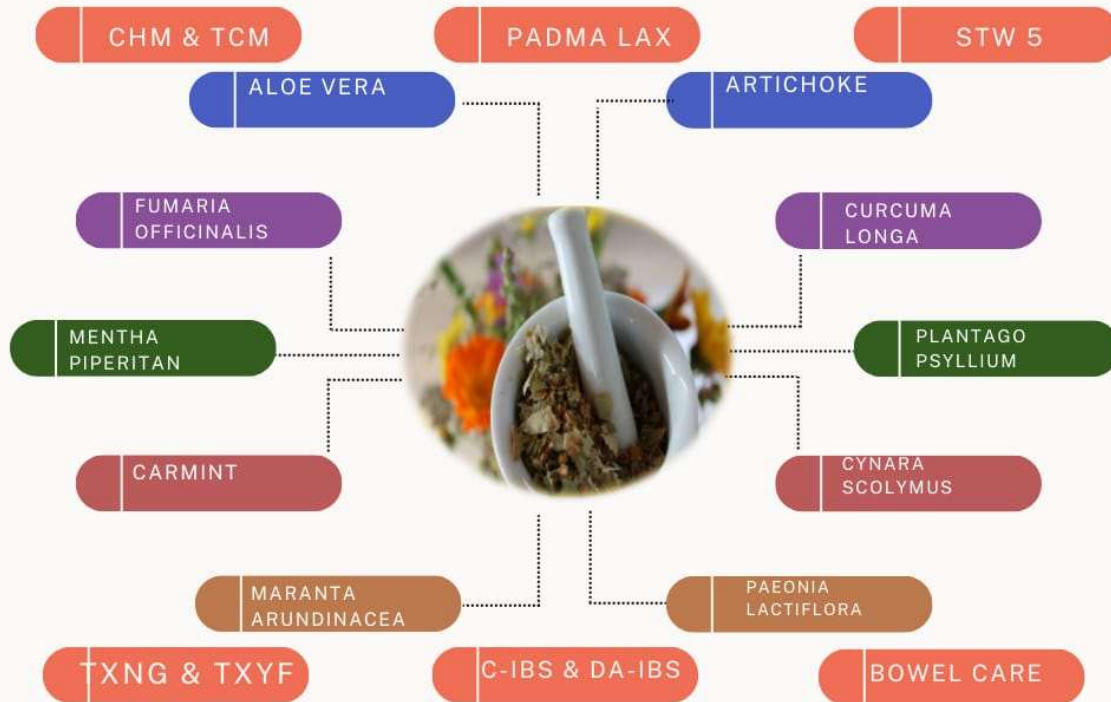 CHM & TCM
PADMA LAX
STW 5
ALOE VERA
ARTICHOKE
FUMARIA
OFFICINALIS
CURCUMA
LONGA
MENTHA
PIPERITAN
PLANTAGO
PSYLLIUM
CARMINT
CYNARA
SCOLYMUS
MARANTA
ARUNDINACEA
PAEONIA
LACTIFLORA
TXNG & TXYF
C-IBS & DA-IBS
BOWEL CARE